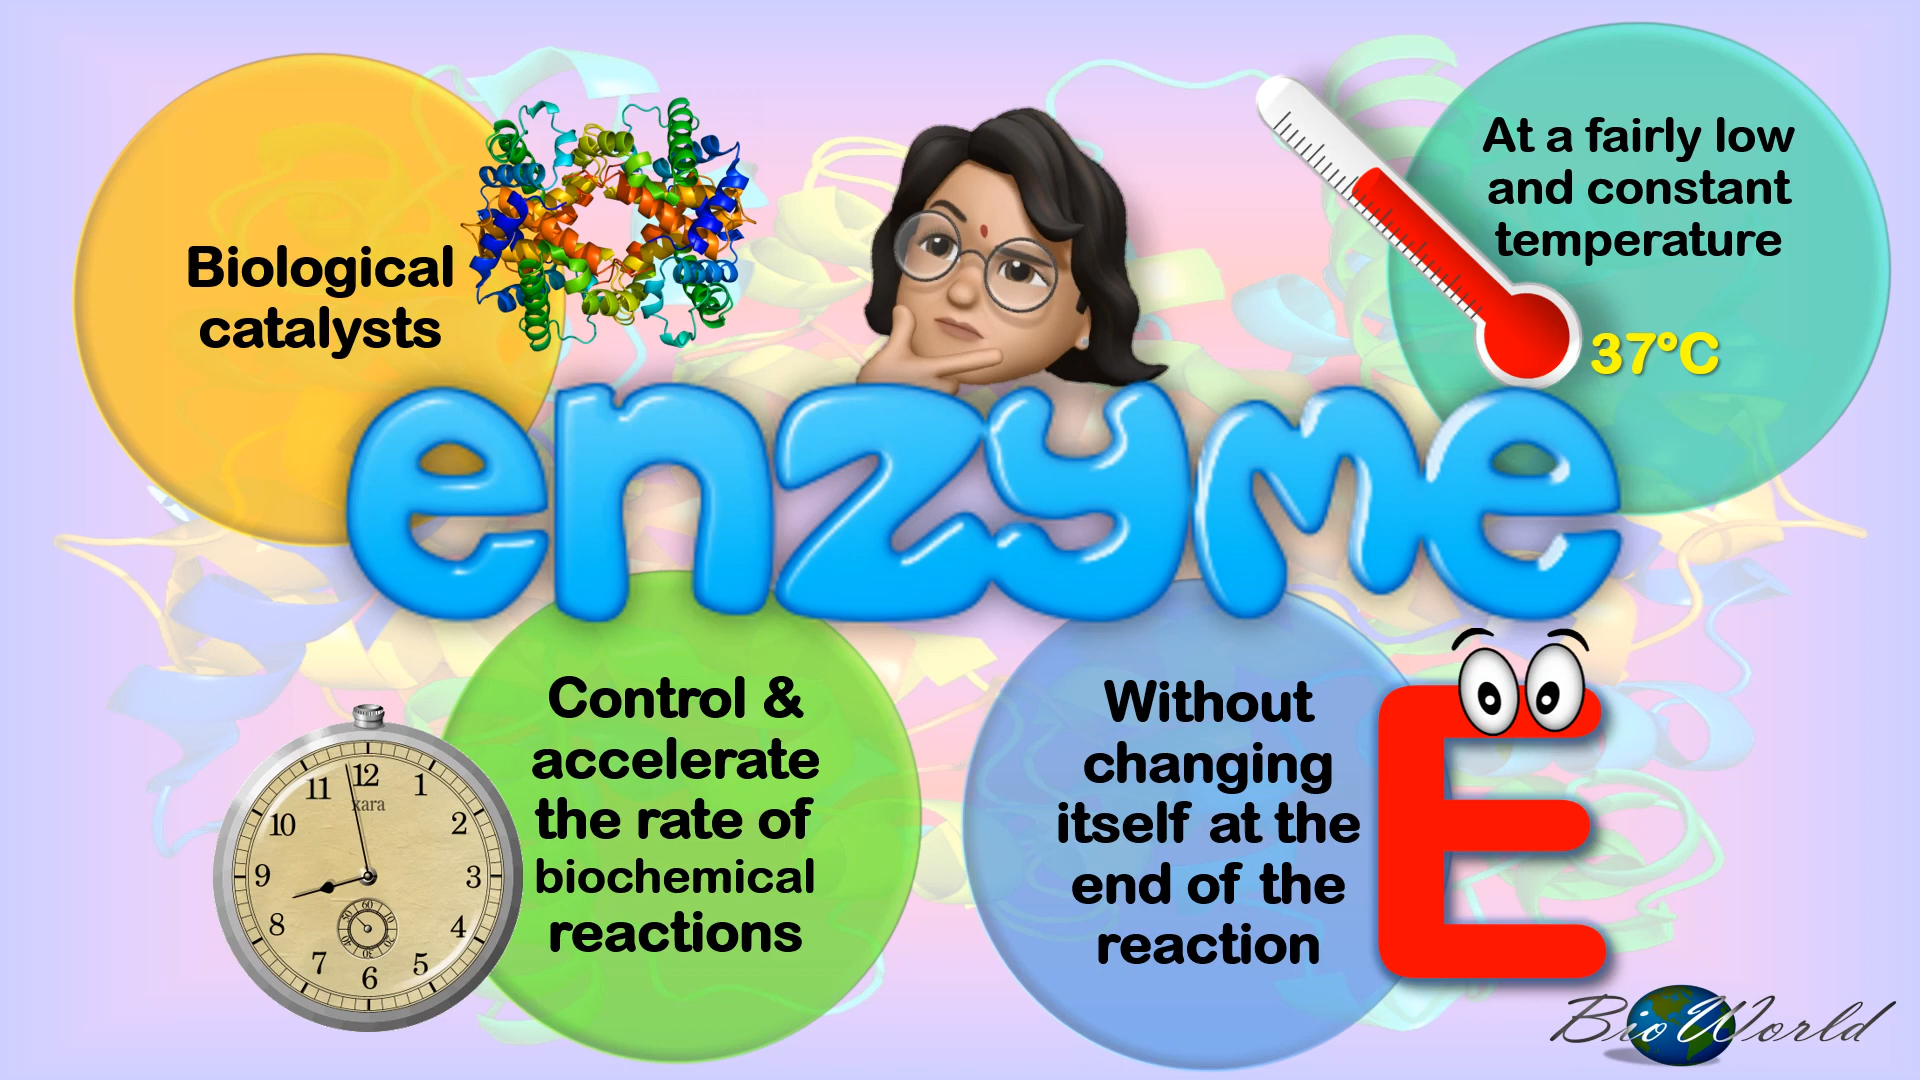 Biological
catalysts
At a fairly low
and constant
temperature
37°C
enzyme
Control &
accelerate
the rate of
biochemical
reactions
Without
changing
itself at the
end of the
reaction
E
12
1
2
3
4
5
6
7
8
9
10
11
xara
60
BioWorld